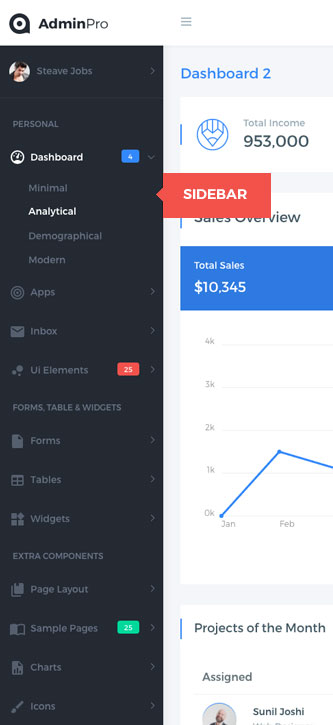 AdminPro
Steave Jobs
PERSONAL
Dashboard 4
Minimal
Analytical
Demographical
Modern
Apps
Inbox
Ui Elements 25
FORMS, TABLE & WIDGETS
Forms
Tables
Widgets
EXTRA COMPONENTS
Page Layout
Sample Pages 25
Charts
Icons
Dashboard 2
Total Income
953,000
SIDEBAR
Sales Overview
Total Sales
$10,345
4k
3k
2k
1k
0k
Jan Feb
Projects of the Month
Assigned
Sunil Joshi